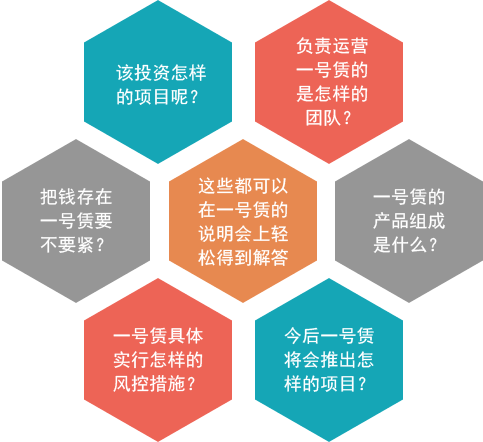 该投资怎样
的项目呢？
负责运营
一号赁的
是怎样的
团队？
把钱存在
一号赁要
不要紧？
这些都可以
在一号赁的
说明会上轻
松得到解答
一号赁的
产品组成
是什么？
一号赁具体
实行怎样的
风控措施？
今后一号赁
将会推出怎
样的项目？